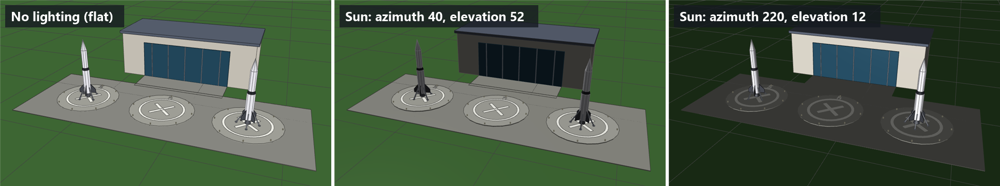 No lighting (flat)
Sun: azimuth 40, elevation 52
Sun: azimuth 220, elevation 12